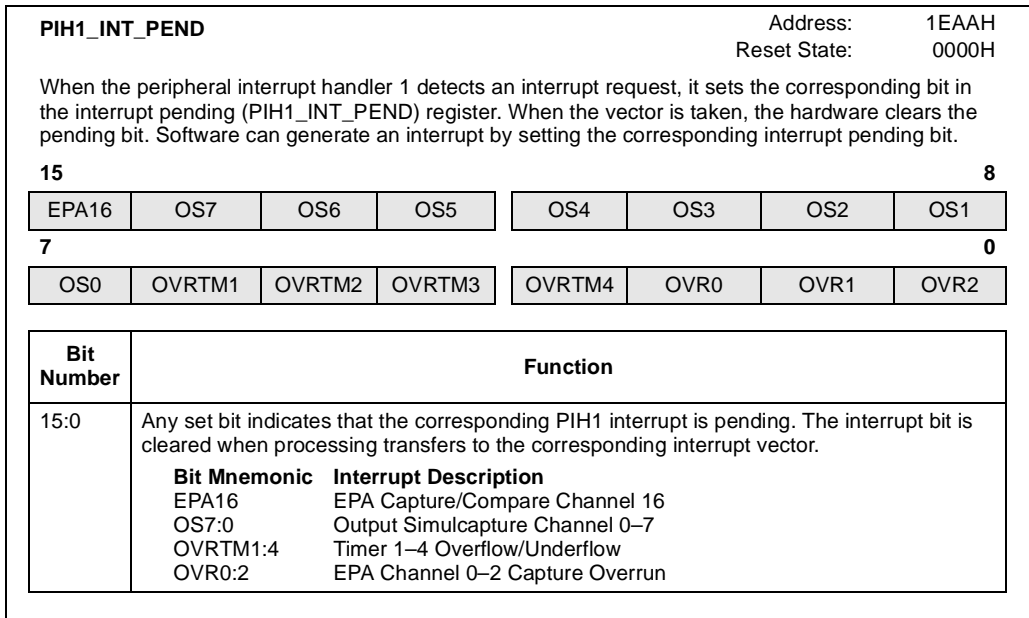 PIH1_INT_PEND Address: 1EAAH
Reset State: 0000H
When the peripheral interrupt handler 1 detects an interrupt request, it sets the corresponding bit in
the interrupt pending (PIH1_INT_PEND) register. When the vector is taken, the hardware clears the
pending bit. Software can generate an interrupt by setting the corresponding interrupt pending bit.
15 8
EPA16 OS7 OS6 OS5 OS4 OS3 OS2 OS1
7 0
OS0 OVRTM1 OVRTM2 OVRTM3 OVRTM4 OVR0 OVR1 OVR2
Bit
Number Function
15:0 Any set bit indicates that the corresponding PIH1 interrupt is pending. The interrupt bit is
cleared when processing transfers to the corresponding interrupt vector.
Bit Mnemonic Interrupt Description
EPA16 EPA Capture/Compare Channel 16
OS7:0 Output Simulcapture Channel 0–7
OVRTM1:4 Timer 1–4 Overflow/Underflow
OVR0:2 EPA Channel 0–2 Capture Overrun